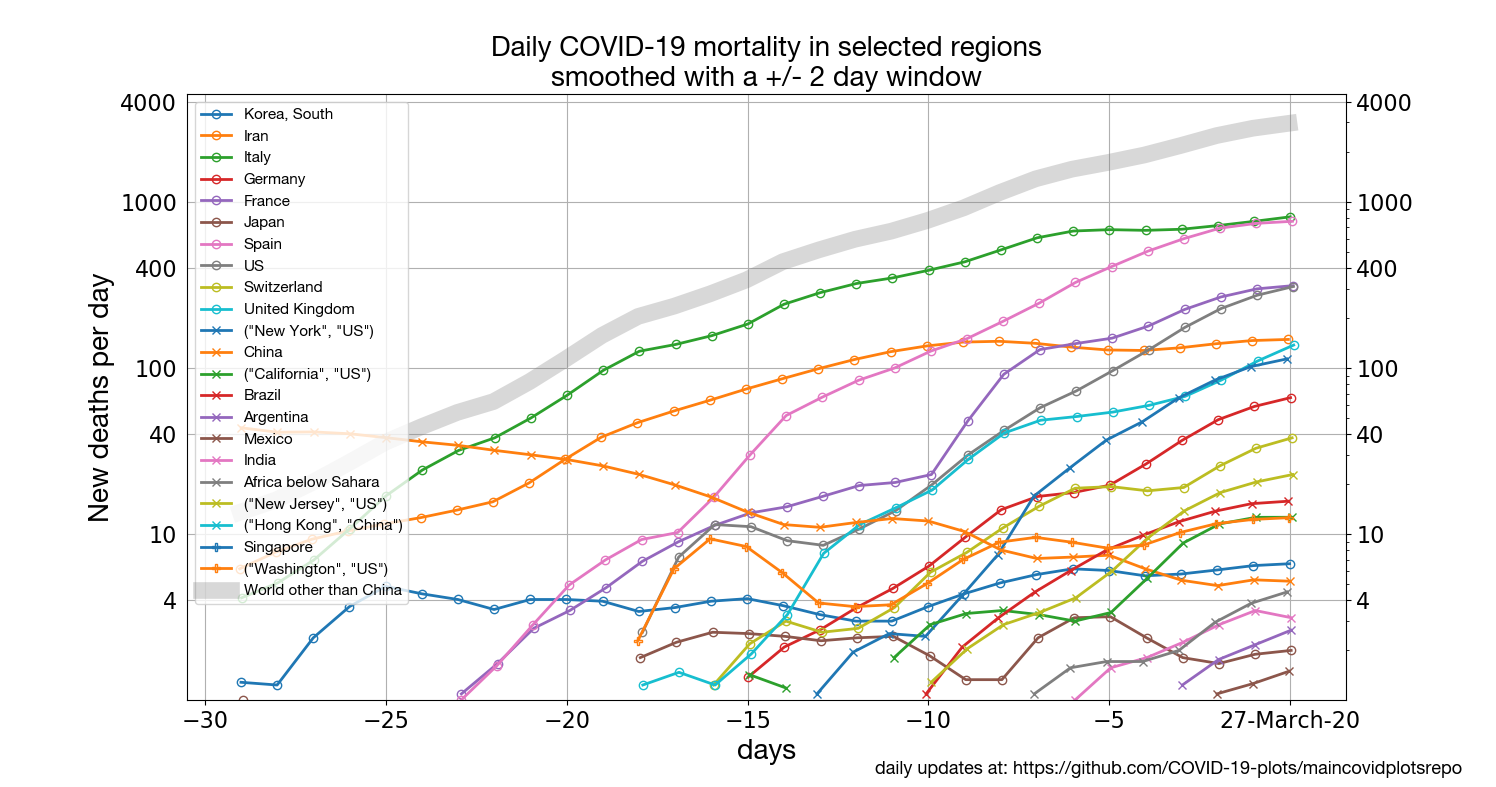 Daily COVID-19 mortality in selected regions
smoothed with a +/- 2 day window
4000
1000
400
100
40
10
4
New deaths per day
Korea, South
Iran
Italy
Germany
France
Japan
Spain
US
Switzerland
United Kingdom
("New York", "US")
China
("California", "US")
Brazil
Argentina
Mexico
India
Africa below Sahara
("New Jersey", "US")
("Hong Kong", "China")
Singapore
("Washington", "US")
World other than China
4000
1000
400
100
40
10
4
−30 −25 −20 −15 −10 −5 27-March-20
days
daily updates at: https://github.com/COVID-19-plots/maincovidplotsrepo